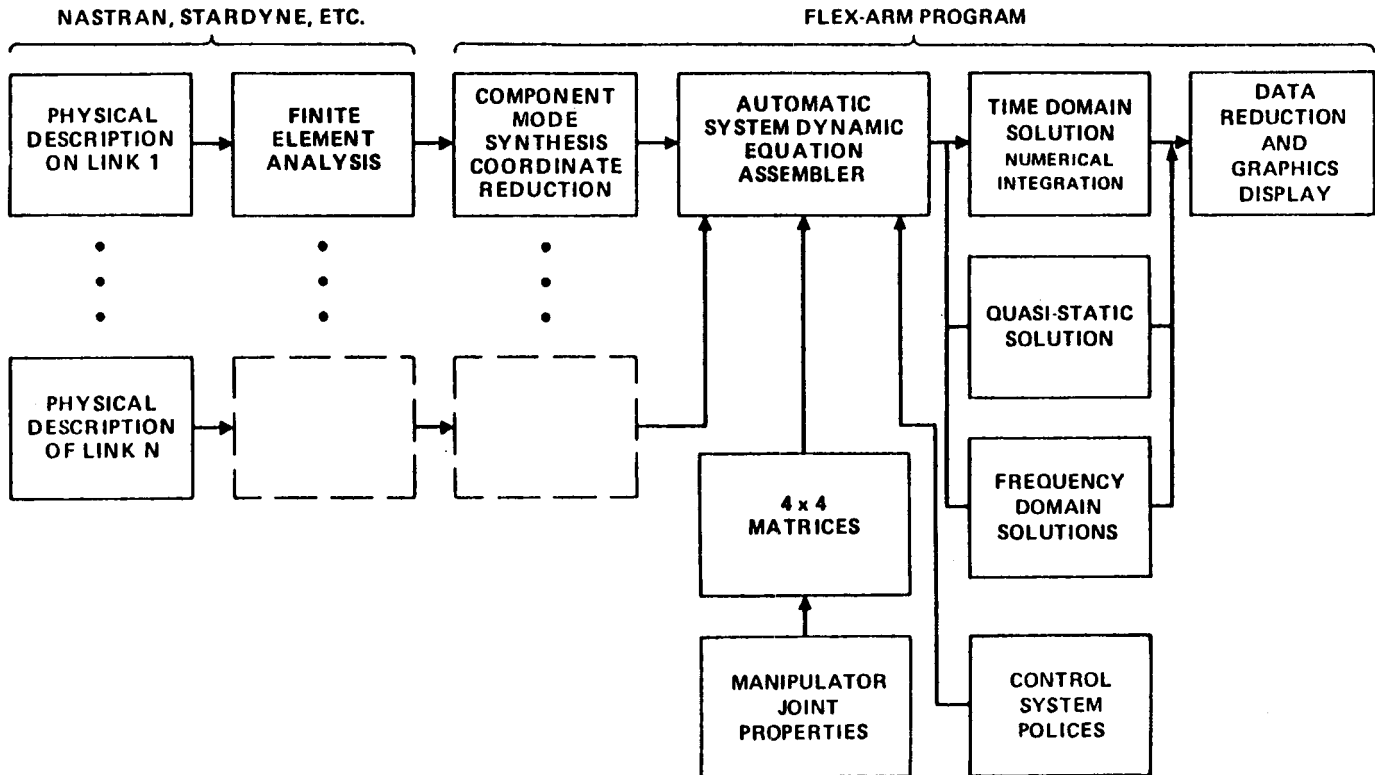 NASTRAN, STARDYNE, ETC.
FLEX-ARM PROGRAM
PHYSICAL
DESCRIPTION
ON LINK 1
FINITE
ELEMENT
ANALYSIS
COMPONENT
MODE
SYNTHESIS
COORDINATE
REDUCTION
AUTOMATIC
SYSTEM DYNAMIC
EQUATION
ASSEMBLER
TIME DOMAIN
SOLUTION
NUMERICAL
INTEGRATION
DATA
REDUCTION
AND
GRAPHICS
DISPLAY
QUASI-STATIC
SOLUTION
PHYSICAL
DESCRIPTION
OF LINK N
4 x 4
MATRICES
FREQUENCY
DOMAIN
SOLUTIONS
MANIPULATOR
JOINT
PROPERTIES
CONTROL
SYSTEM
POLICES